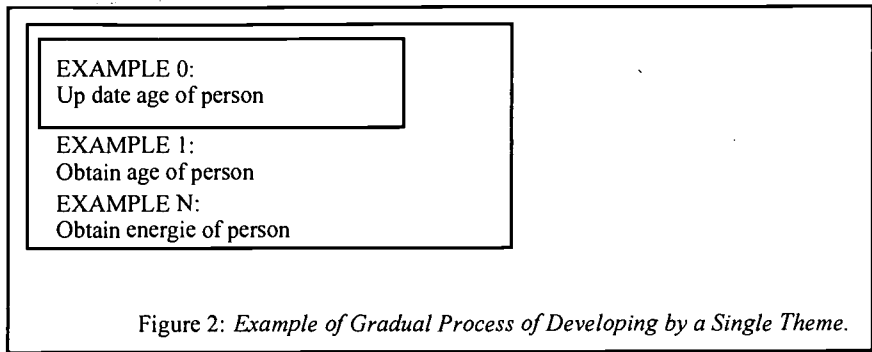 EXAMPLE 0:
Up date age of person
EXAMPLE 1:
Obtain age of person
EXAMPLE N:
Obtain energie of person
Figure 2: Example of Gradual Process of Developing by a Single Theme.